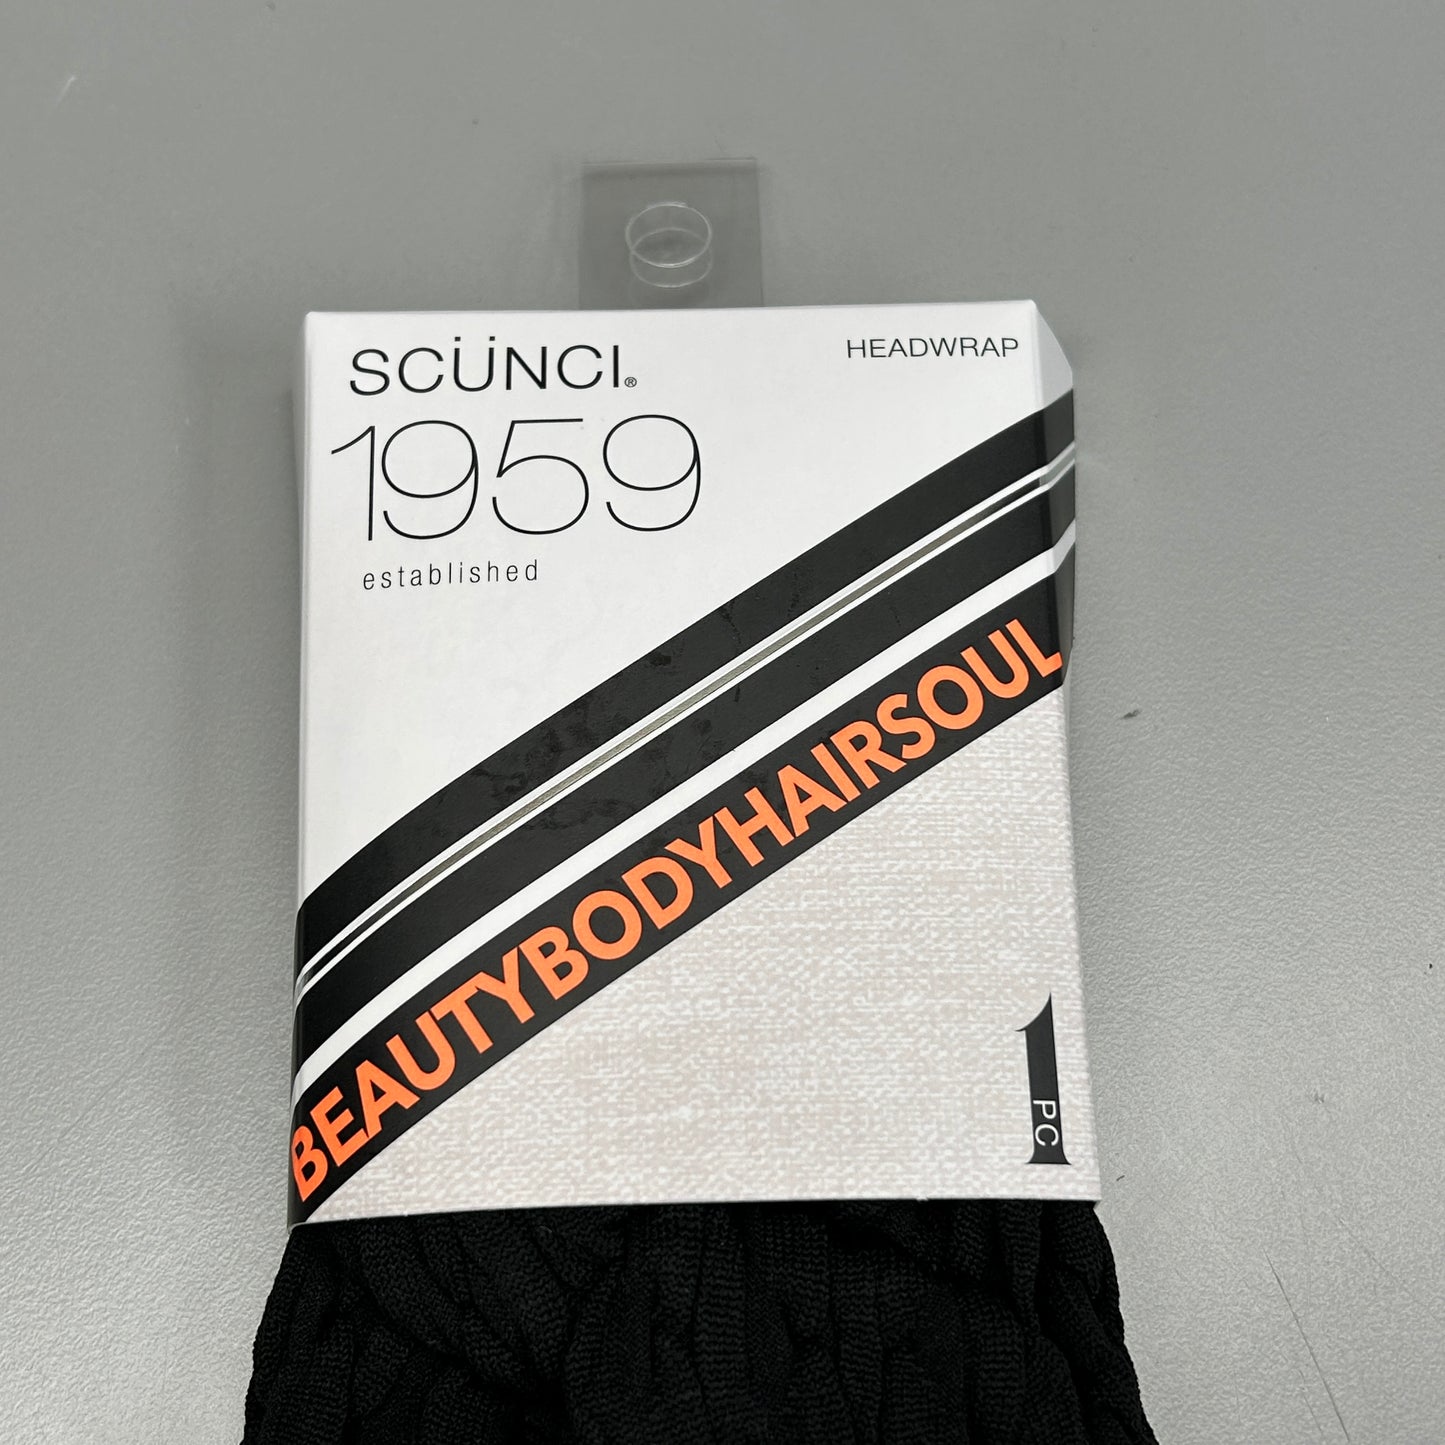 SCÜNCI®
HEADWRAP
1959
established
BEAUTYBODYHAIRSOUL
1
PC